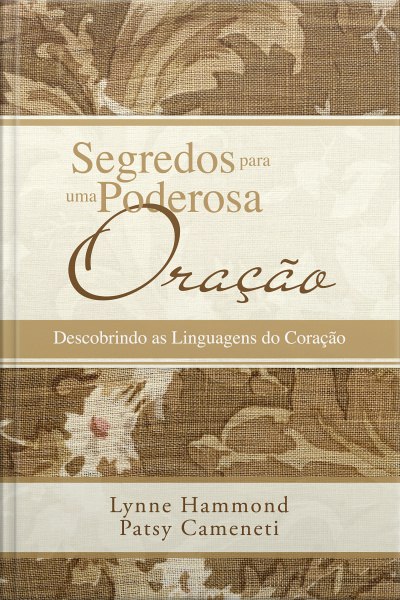 Segredos para
uma Poderosa
Oração
Descobrindo as Linguagens do Coração
Lynne Hammond
Patsy Cameneti